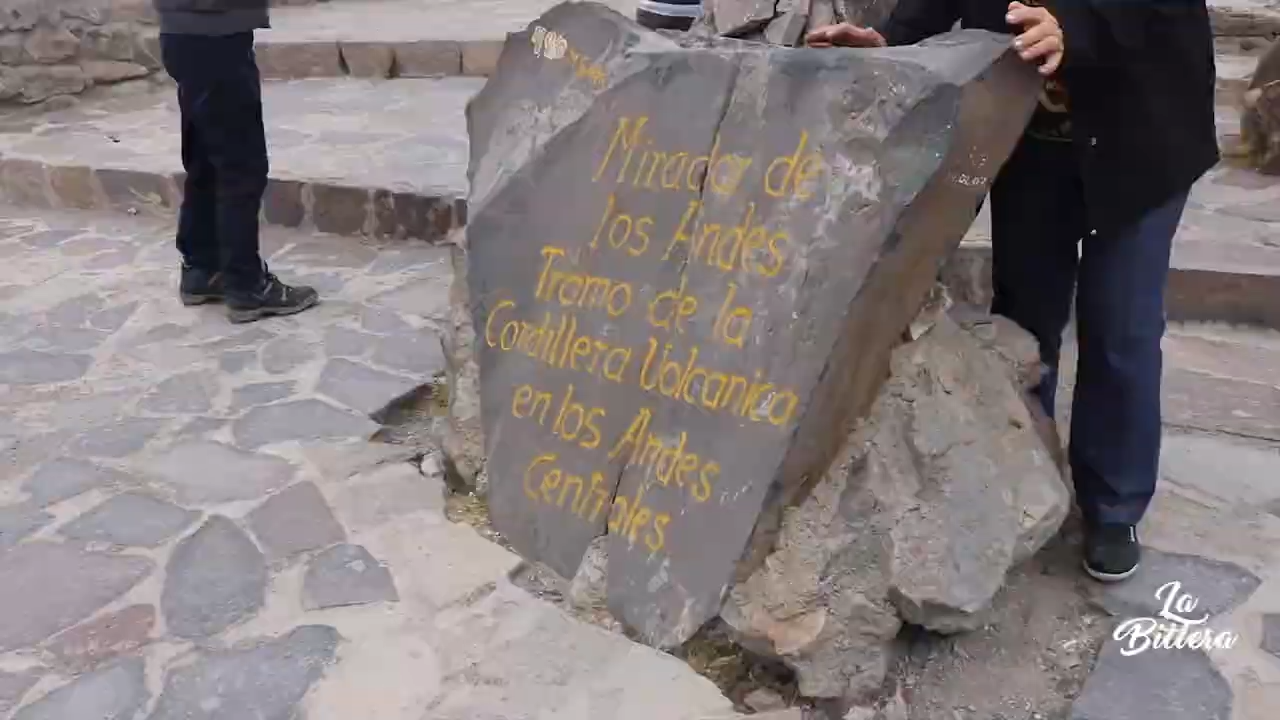 Mirador de
los Andes
Tramo de la
Cordillera Volcanica
en los Andes
Centrales
La
Bitlera